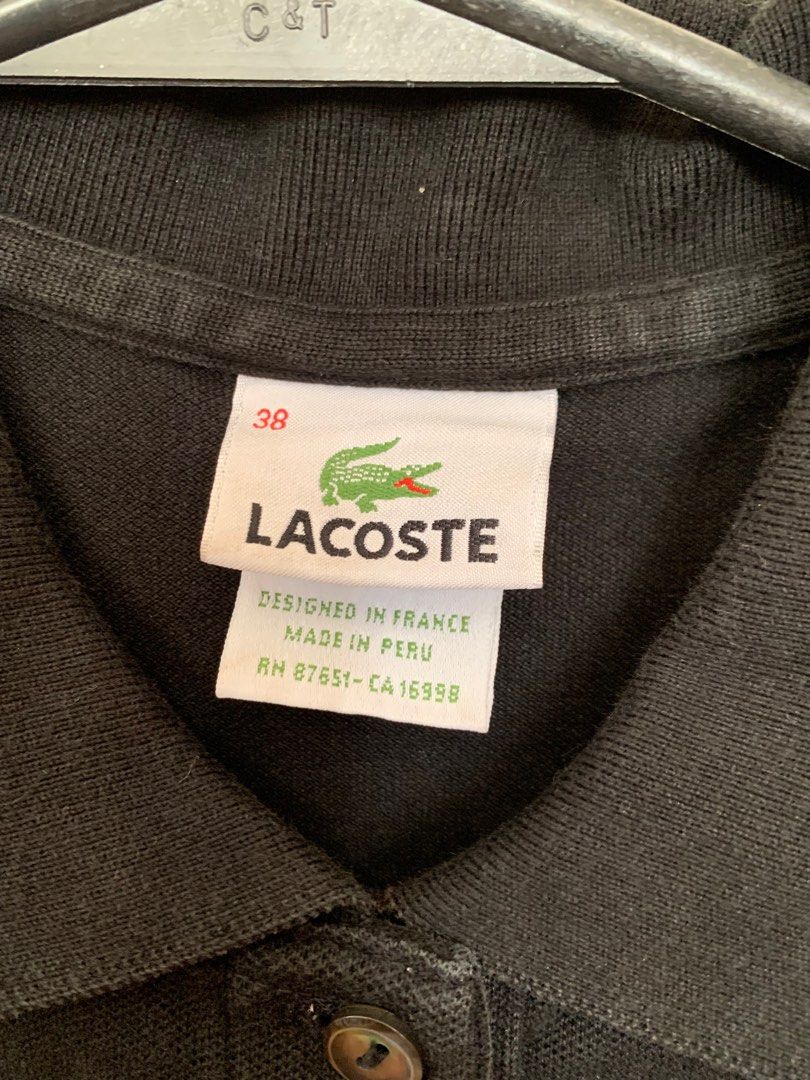 C & T
38
LACOSTE
DESIGNED IN FRANCE
MADE IN PERU
RN 87651-CA 16998